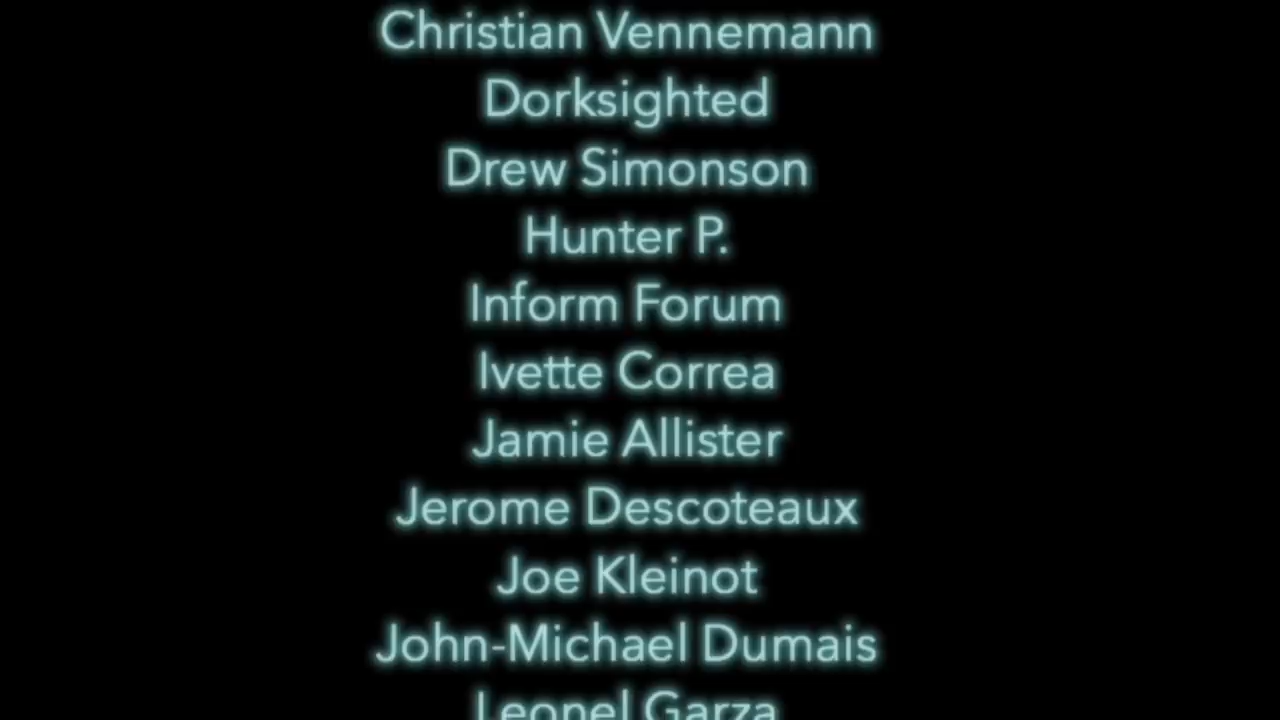 Christian Vennemann
Dorksighted
Drew Simonson
Hunter P.
Inform Forum
Ivette Correa
Jamie Allister
Jerome Descoteaux
Joe Kleinot
John-Michael Dumais
Leonel Garza